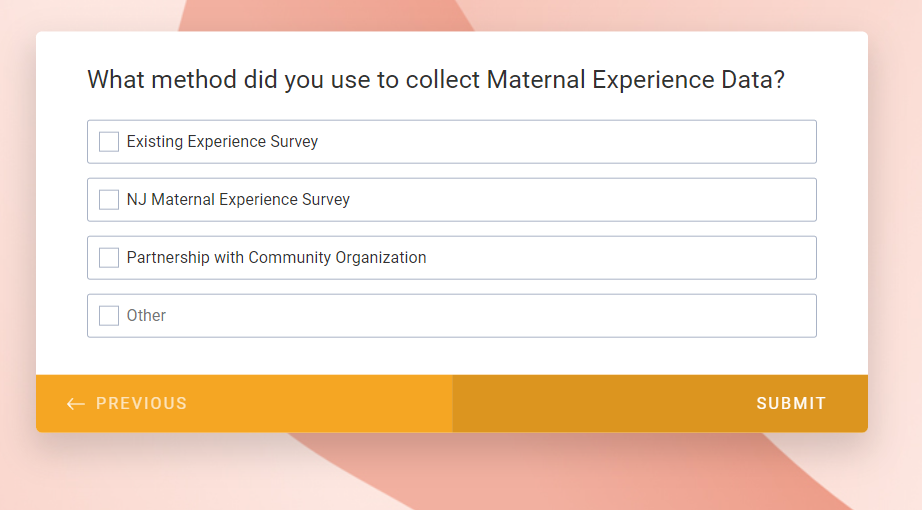 What method did you use to collect Maternal Experience Data?
Existing Experience Survey
NJ Maternal Experience Survey
Partnership with Community Organization
Other
← PREVIOUS
SUBMIT